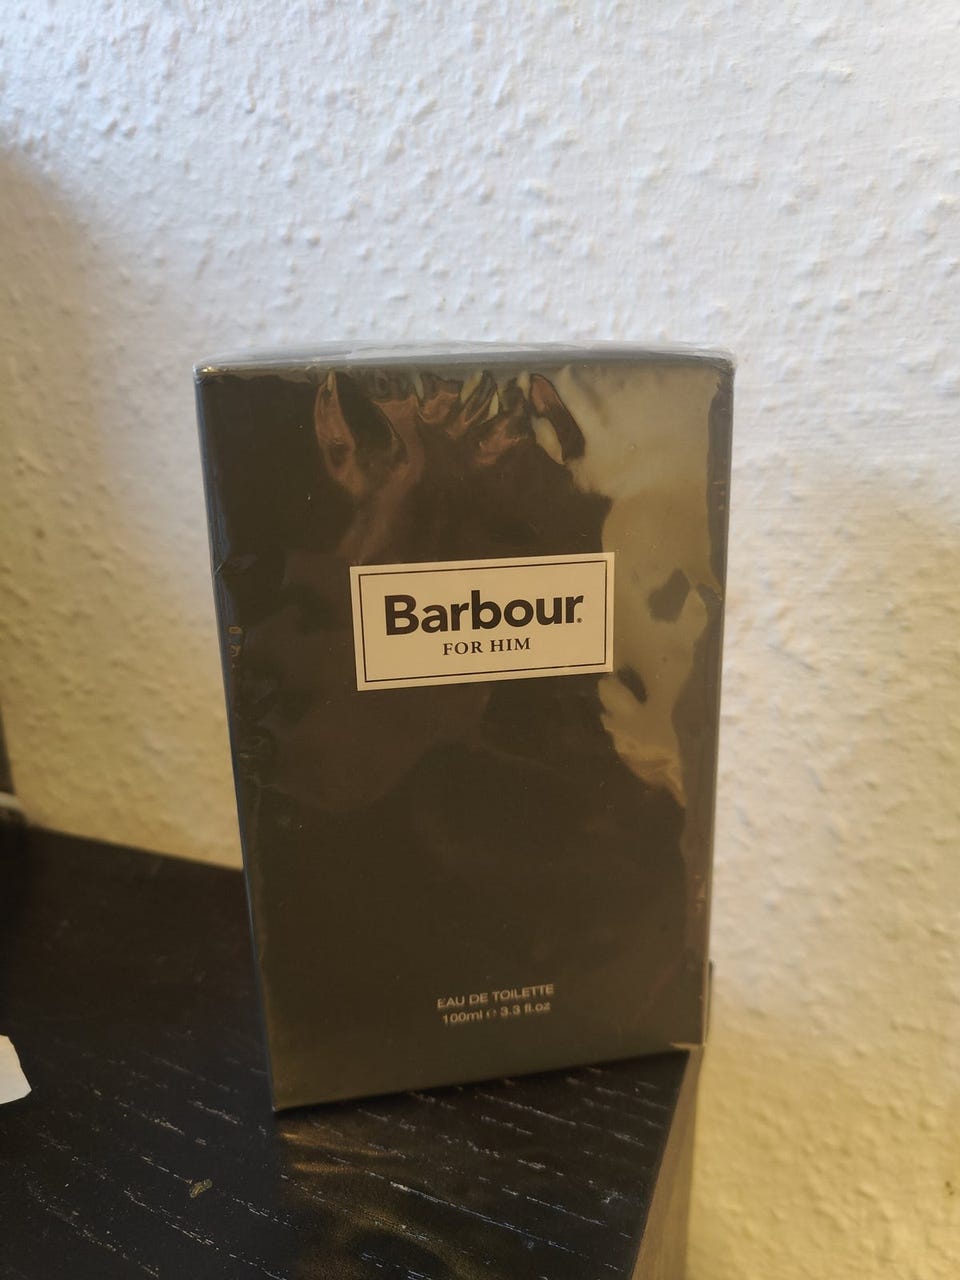 Barbour®
FOR HIM
EAU DE TOILETTE
100ml ℮ 3.3 fl.oz